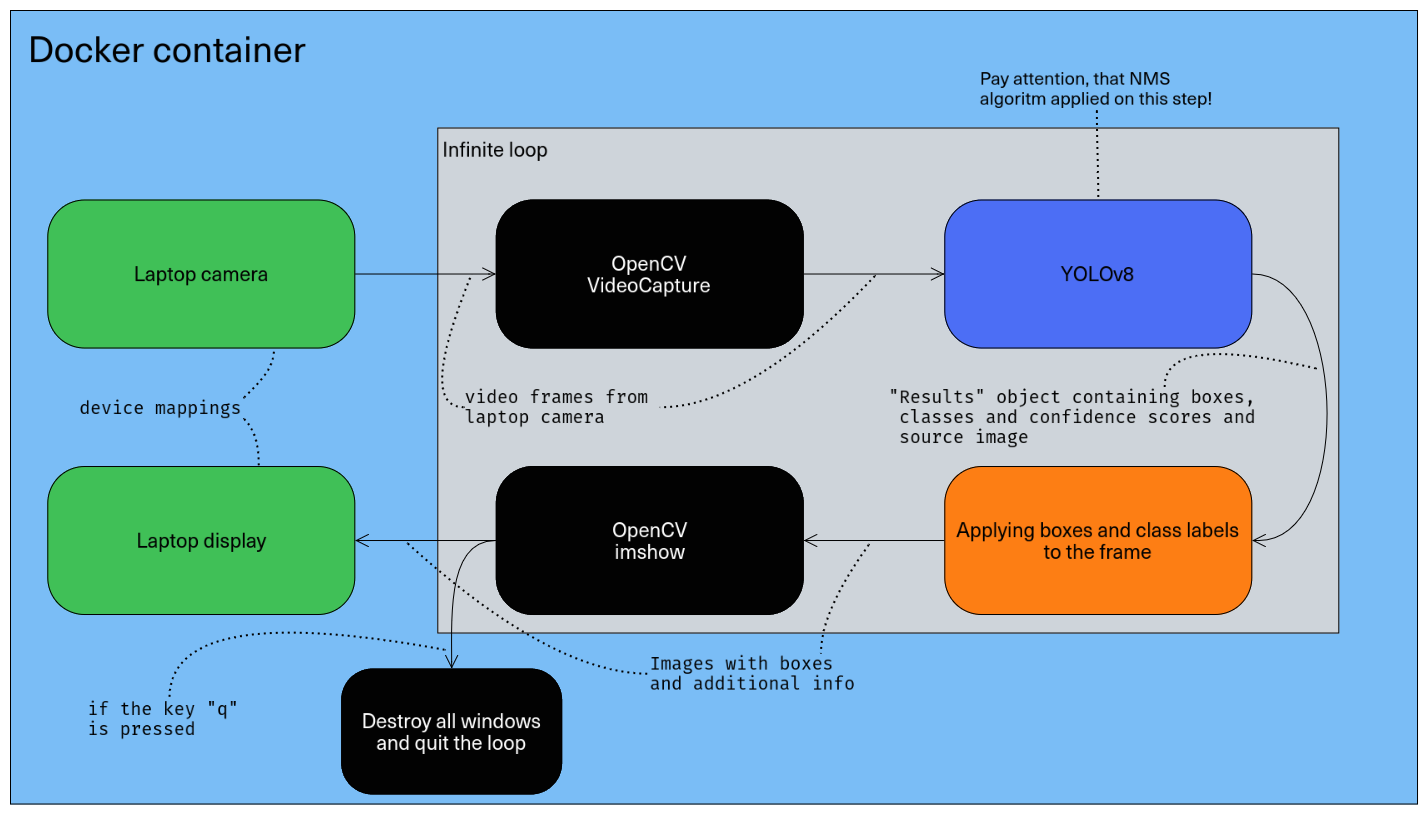 Docker container
Pay attention, that NMS
algoritm applied on this step!
Infinite loop
Laptop camera
OpenCV
VideoCapture
YOLOv8
device mappings
video frames from
laptop camera
"Results" object containing boxes,
classes and confidence scores and
source image
Laptop display
OpenCV
imshow
Applying boxes and class labels
to the frame
Images with boxes
and additional info
if the key "q"
is pressed
Destroy all windows
and quit the loop